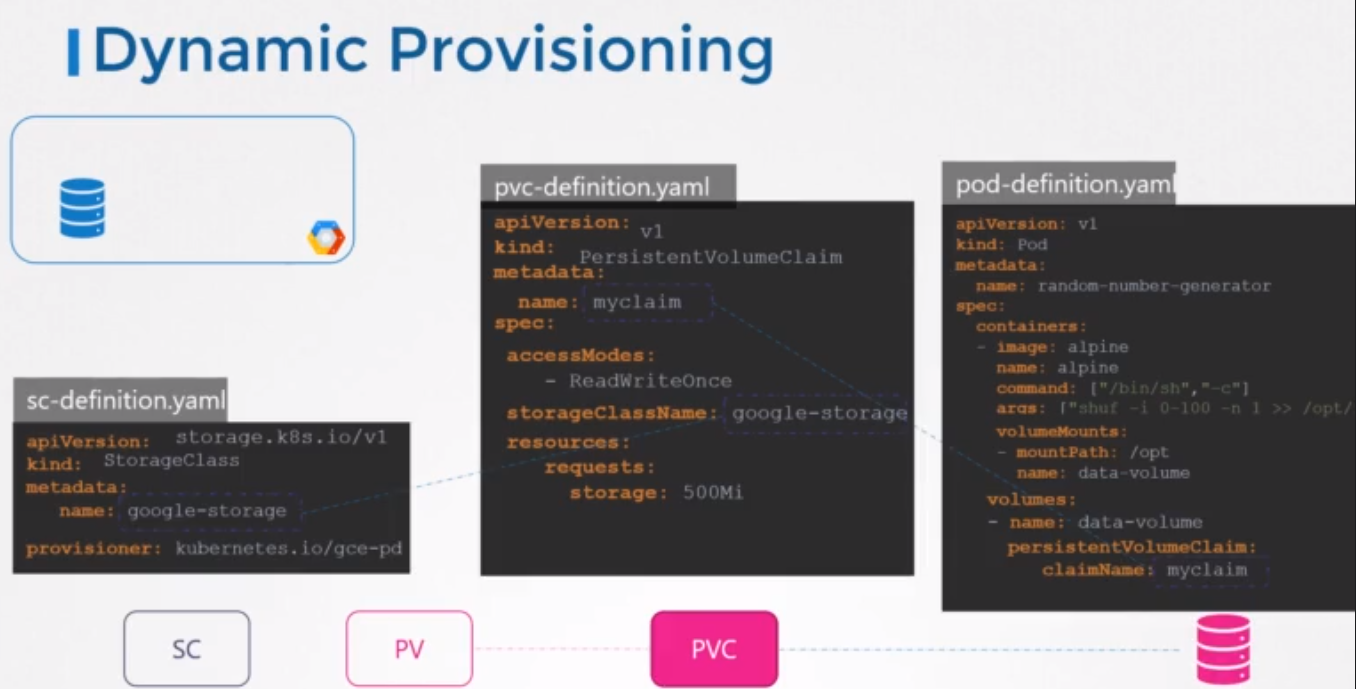 Dynamic Provisioning
sc-definition.yaml
apiVersion: storage.k8s.io/v1
kind: StorageClass
metadata:
name: google-storage
provisioner: kubernetes.io/gce-pd
pvc-definition.yaml
apiVersion: v1
kind: PersistentVolumeClaim
metadata:
name: myclaim
spec:
accessModes:
- ReadWriteOnce
storageClassName: google-storage
resources:
requests:
storage: 500Mi
pod-definition.yaml
apiVersion: v1
kind: Pod
metadata:
name: random-number-generator
spec:
containers:
- image: alpine
name: alpine
command: ["/bin/sh","-c"]
args: ["shuf -i 0-100 -n 1 >> /opt/
volumeMounts:
- mountPath: /opt
name: data-volume
volumes:
- name: data-volume
persistentVolumeClaim:
claimName: myclaim
SC
PV
PVC